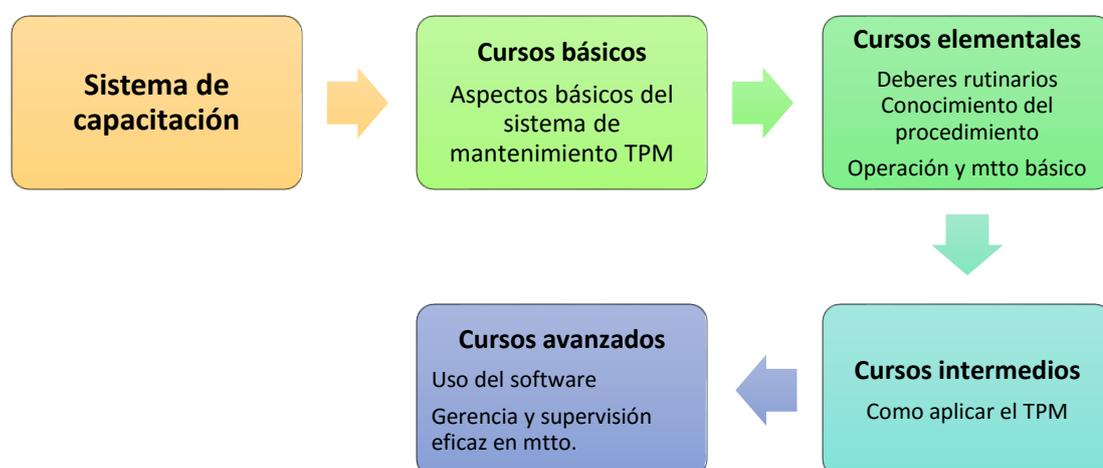 Sistema de
capacitación
Cursos básicos
Aspectos básicos del
sistema de
mantenimiento TPM
Cursos elementales
Deberes rutinarios
Conocimiento del
procedimiento
Operación y mtto básico
Cursos intermedios
Como aplicar el TPM
Cursos avanzados
Uso del software
Gerencia y supervisión
eficaz en mtto.